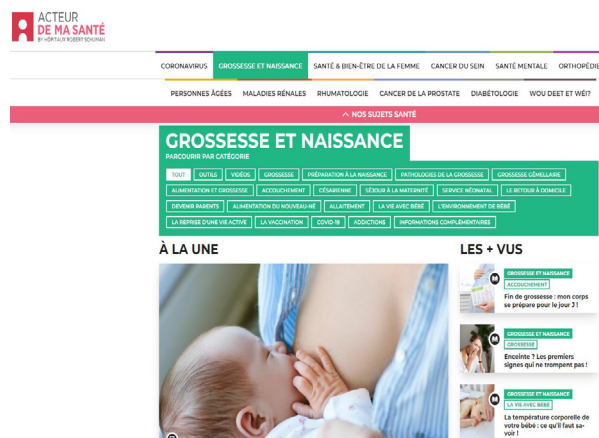 ACTEUR
DE MA SANTÉ
BY HÔPITAUX ROBERT SCHUMAN
CORONAVIRUS GROSSESSE ET NAISSANCE SANTÉ & BIEN-ÊTRE DE LA FEMME CANCER DU SEIN SANTÉ MENTALE ORTHOPÉDIE
PERSONNES ÂGÉES MALADIES RÉNALES RHUMATOLOGIE CANCER DE LA PROSTATE DIABÉTOLOGIE WOU DEET ET WÉI?
NOS SUJETS SANTÉ
GROSSESSE ET NAISSANCE
PARCOURIR PAR CATÉGORIE
TOUT OUTILS VIDÉOS GROSSESSE PRÉPARATION À LA NAISSANCE PATHOLOGIES DE LA GROSSESSE GROSSESSE GÉMELLAIRE
ALIMENTATION ET GROSSESSE ACCOUCHEMENT CÉSARIENNE SÉJOUR À LA MATERNITÉ SERVICE NÉONATAL LE RETOUR À DOMICILE
DEVENIR PARENTS ALIMENTATION DU NOUVEAU-NÉ ALLAITEMENT LA VIE AVEC BÉBÉ L'ENVIRONNEMENT DE BÉBÉ
LA REPRISE D'UNE VIE ACTIVE LA VACCINATION COVID-19 ADDICTIONS INFORMATIONS COMPLÉMENTAIRES
À LA UNE
LES + VUS
GROSSESSE ET NAISSANCE
ACCOUCHEMENT
Fin de grossesse : mon corps
se prépare pour le jour J !
GROSSESSE ET NAISSANCE
GROSSESSE
Enceinte ? Les premiers
signes qui ne trompent pas !
GROSSESSE ET NAISSANCE
LA VIE AVEC BÉBÉ
La température corporelle de
votre bébé : ce qu'il faut sa-
voir !